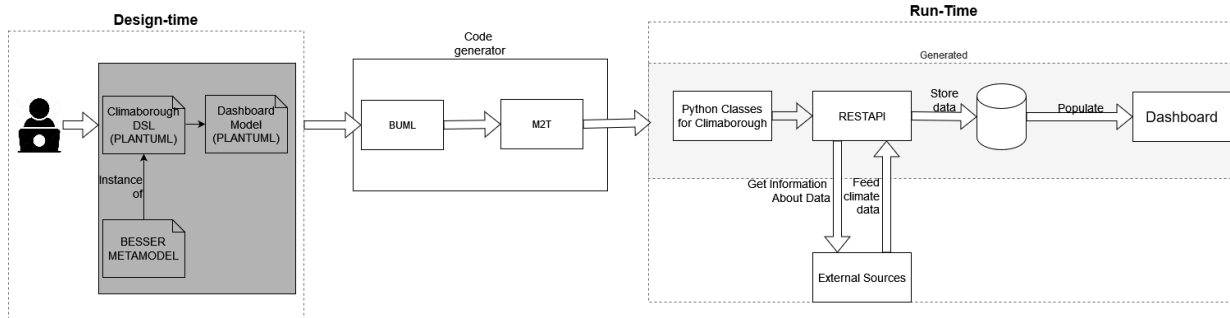 Design-time
Climaborough
DSL
(PLANTUML)
Dashboard
Model
(PLANTUML)
Instance
of
BESSER
METAMODEL
Code
generator
BUML
M2T
Run-Time
Generated
Python Classes
for Climaborough
RESTAPI
Store
data
Populate
Dashboard
Get Information
About Data
Feed
climate
data
External Sources